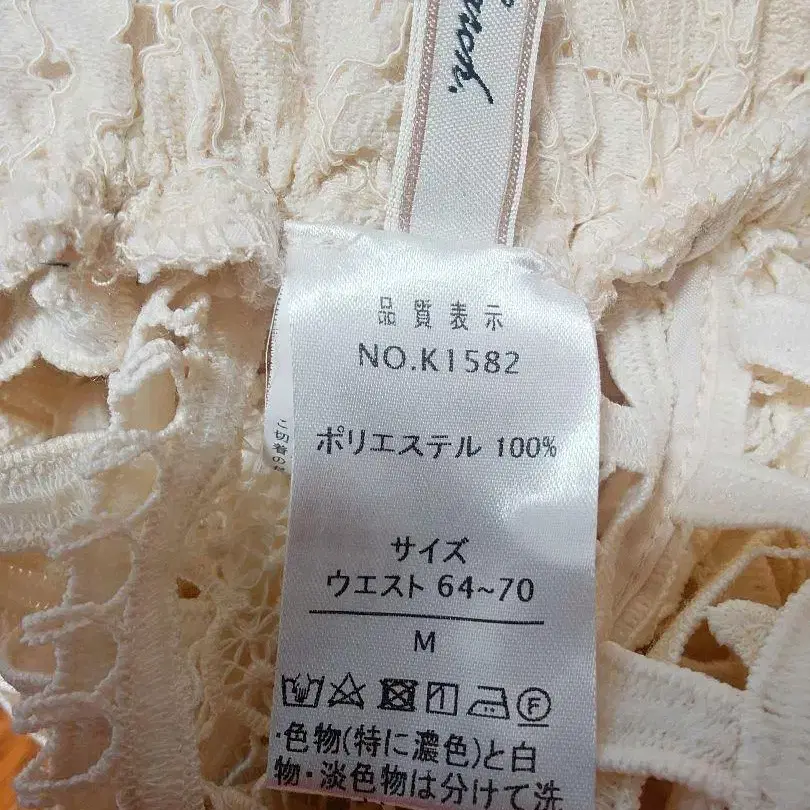 品質表示
NO.K1582
ポリエステル 100%
サイズ
ウエスト 64~70
M
F
・色物(特に濃色)と白
物・淡色物は分けて洗